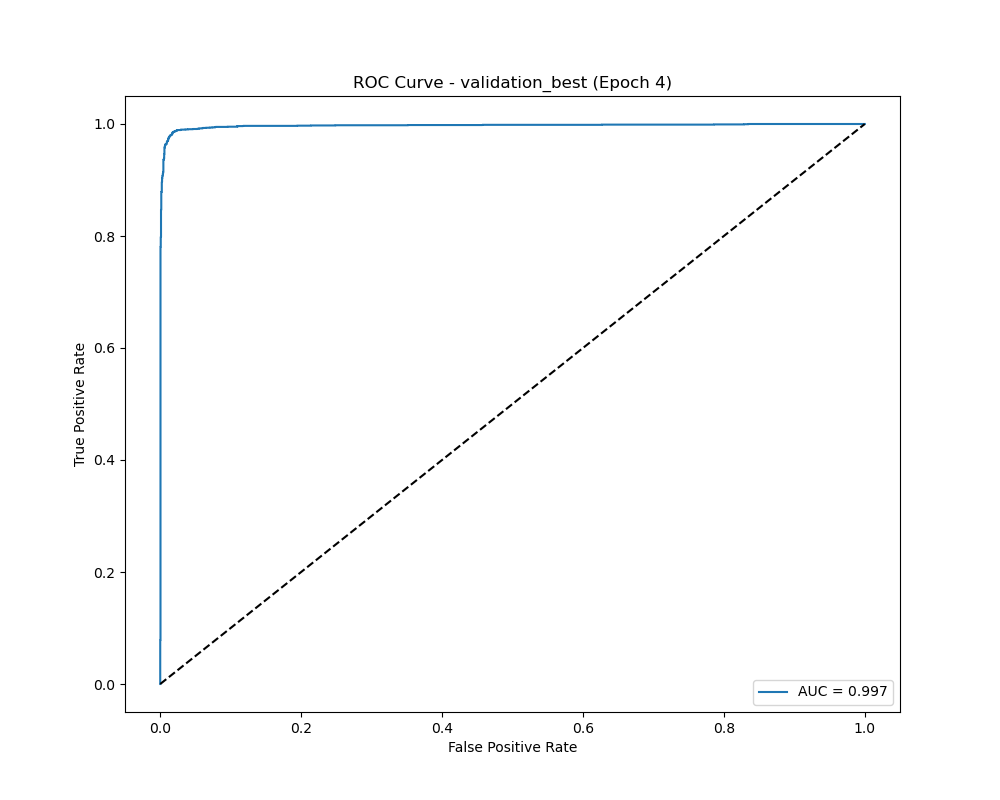 ROC Curve - validation_best (Epoch 4)
1.0
0.8
0.6
0.4
0.2
0.0
True Positive Rate
AUC = 0.997
0.0 0.2 0.4 0.6 0.8 1.0
False Positive Rate